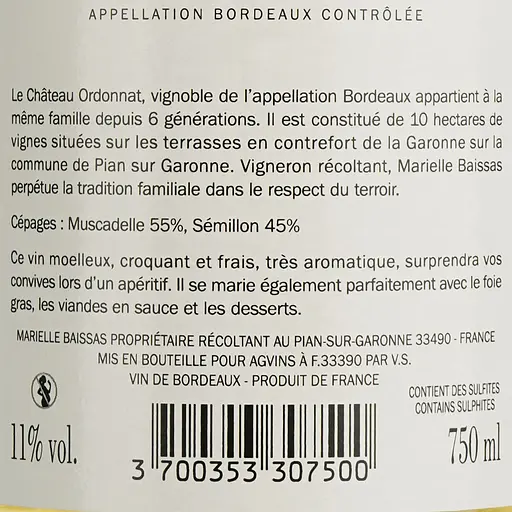 APPELLATION BORDEAUX CONTRÔLÉE
Le Château Ordonnat, vignoble de l'appellation Bordeaux appartient à la
même famille depuis 6 générations. Il est constitué de 10 hectares de
vignes situées sur les terrasses en contrefort de la Garonne sur la
commune de Pian sur Garonne. Vigneron récoltant, Marielle Baissas
perpétue la tradition familiale dans le respect du terroir.
Cépages : Muscadelle 55%, Sémillon 45%
Ce vin moelleux, croquant et frais, très aromatique, surprendra vos
convives lors d'un apéritif. Il se marie également parfaitement avec le foie
gras, les viandes en sauce et les desserts.
MARIELLE BAISSAS PROPRIÉTAIRE RÉCOLTANT AU PIAN-SUR-GARONNE 33490 - FRANCE
MIS EN BOUTEILLE POUR AGVINS À F.33390 PAR V.S.
VIN DE BORDEAUX - PRODUIT DE FRANCE
CONTIENT DES SULFITES
CONTAINS SULPHITES
11% vol.
750 ml
3 700353 307500